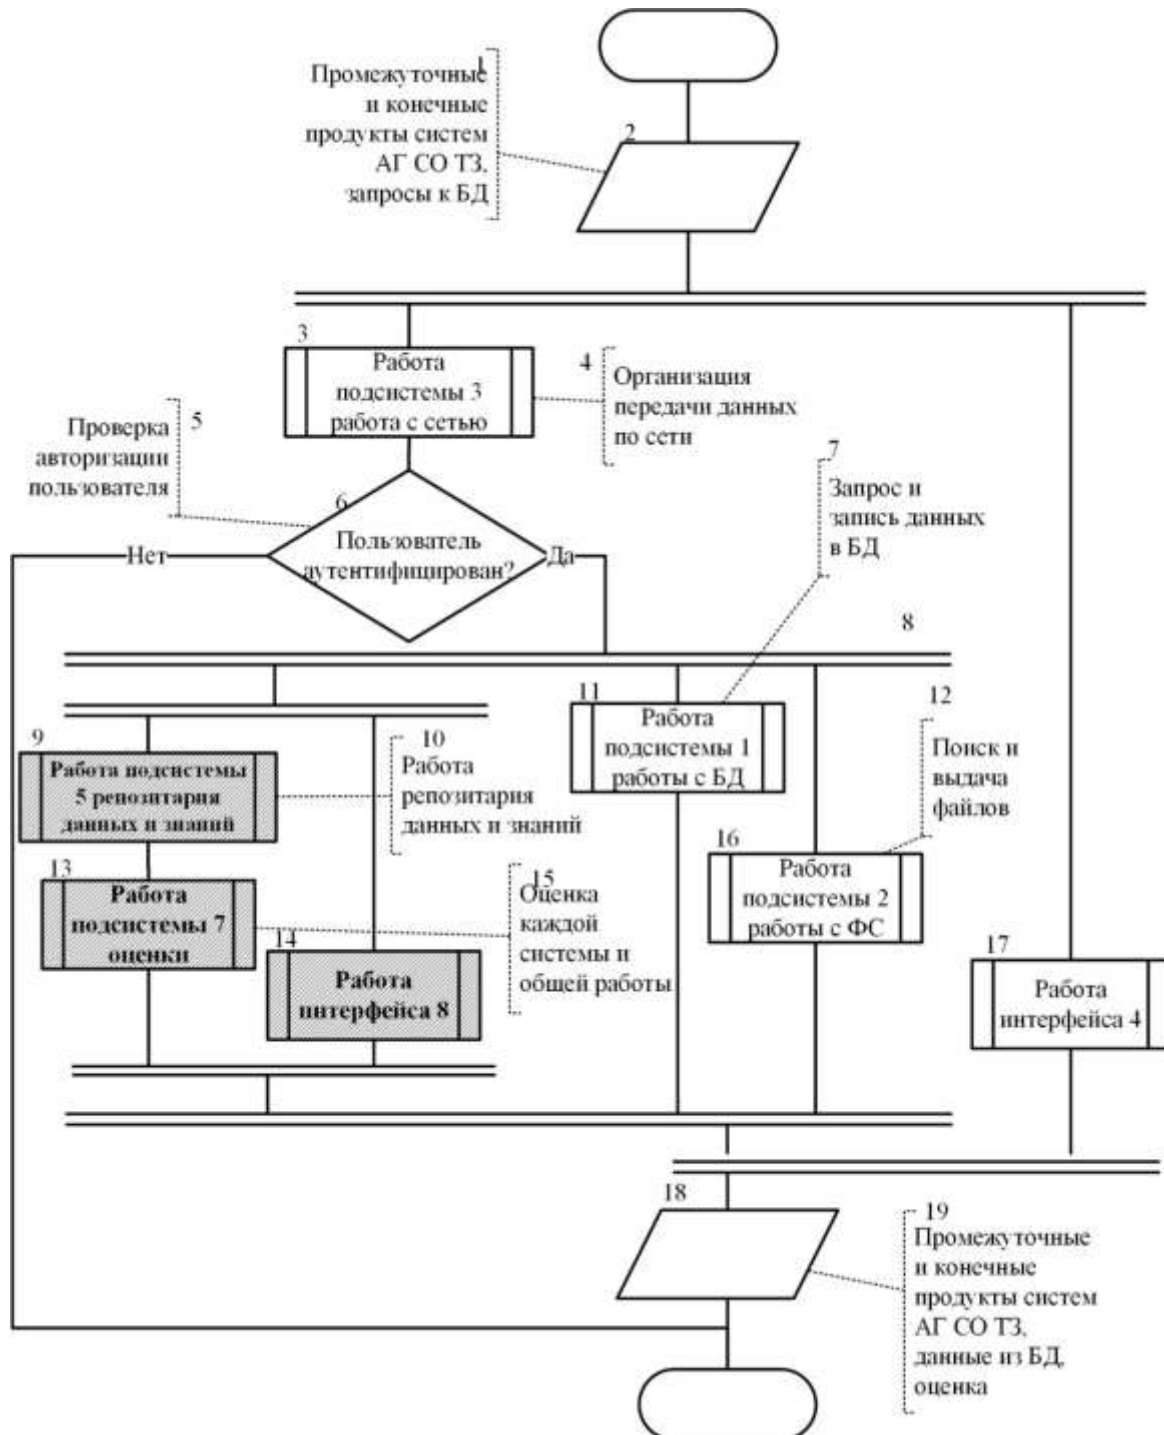 1
Промежуточные
и конечные
продукты систем
АГ СО ТЗ,
запросы к БД
2
3
Работа
подсистемы 3
работа с сетью
4
Организация
передачи данных
по сети
5
Проверка
авторизации
пользователя
6
Пользователь
аутентифицирован?
Нет
Да
7
Запрос и
запись данных
в БД
8
9
Работа подсистемы
5 репозитария
данных и знаний
10
Работа
репозитария
данных и знаний
11
Работа
подсистемы 1
работы с БД
12
Поиск и
выдача
файлов
13
Работа
подсистемы 7
оценки
14
Работа
интерфейса 8
15
Оценка
каждой
системы и
общей работы
16
Работа
подсистемы 2
работы с ФС
17
Работа
интерфейса 4
18
19
Промежуточные
и конечные
продукты систем
АГ СО ТЗ,
данные из БД,
оценка